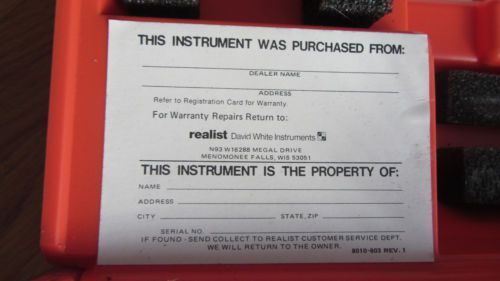 THIS INSTRUMENT WAS PURCHASED FROM:
DEALER NAME
ADDRESS
Refer to Registration Card for Warranty.
For Warranty Repairs Return to:
realist David White Instruments
N93 W16288 MEGAL DRIVE
MENOMONEE FALLS, WIS 53051
THIS INSTRUMENT IS THE PROPERTY OF:
NAME
ADDRESS
CITY STATE, ZIP
SERIAL NO.
IF FOUND - SEND COLLECT TO REALIST CUSTOMER SERVICE DEPT.
WE WILL RETURN TO THE OWNER.
8010-603 REV. 1